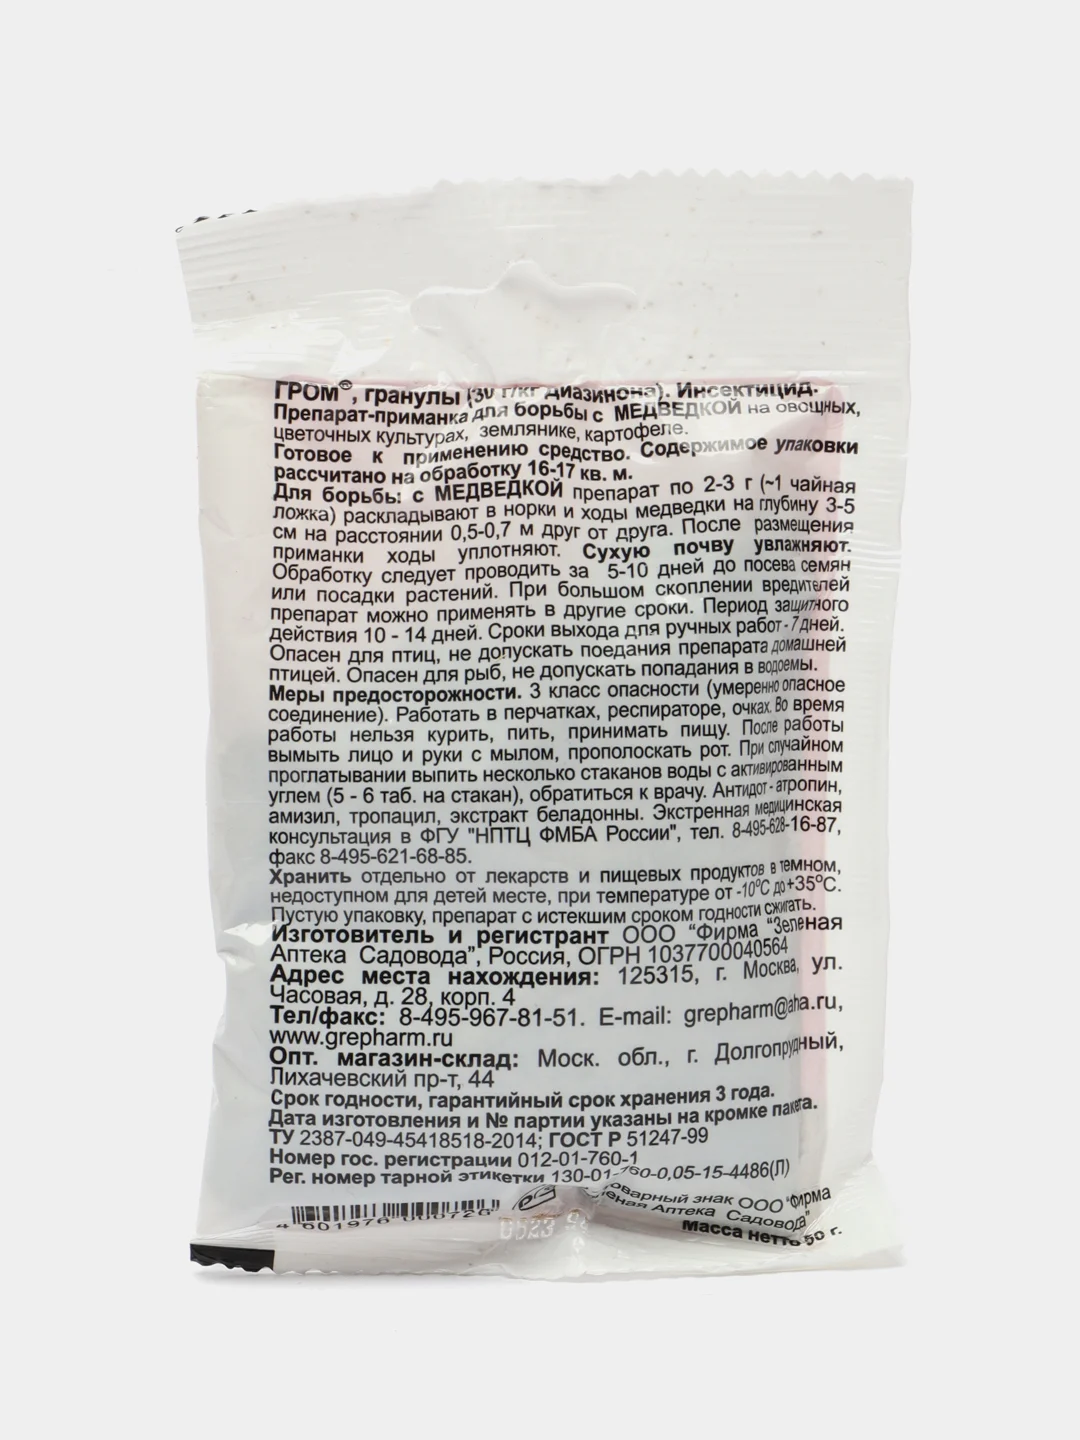 ГРОМ®, гранулы (30 г/кг диазинона). Инсектицид.
Препарат-приманка для борьбы с МЕДВЕДКОЙ на овощных,
цветочных культурах, землянике, картофеле.
Готовое к применению средство. Содержимое упаковки
рассчитано на обработку 16-17 кв. м.
Для борьбы с МЕДВЕДКОЙ препарат по 2-3 г (~1 чайная
ложка) раскладывают в норки и ходы медведки на глубину 3-5
см на расстоянии 0,5-0,7 м друг от друга. После размещения
приманки ходы уплотняют. Сухую почву увлажняют.
Обработку следует проводить за 5-10 дней до посева семян
или посадки растений. При большом скоплении вредителей
препарат можно применять в другие сроки. Период защитного
действия 10 - 14 дней. Сроки выхода для ручных работ - 7 дней.
Опасен для птиц, не допускать поедания препарата домашней
птицей. Опасен для рыб, не допускать попадания в водоемы.
Меры предосторожности. 3 класс опасности (умеренно опасное
соединение). Работать в перчатках, респираторе, очках. Во время
работы нельзя курить, пить, принимать пищу. После работы
вымыть лицо и руки с мылом, прополоскать рот. При случайном
проглатывании выпить несколько стаканов воды с активированным
углем (5 - 6 таб. на стакан), обратиться к врачу. Антидот - атропин,
амизил, тропацил, экстракт беладонны. Экстренная медицинская
консультация в ФГУ "НПТЦ ФМБА России", тел. 8-495-628-16-87,
факс 8-495-621-68-85.
Хранить отдельно от лекарств и пищевых продуктов в темном,
недоступном для детей месте, при температуре от -10°С до +35°С.
Пустую упаковку, препарат с истекшим сроком годности сжигать.
Изготовитель и регистрант ООО “Фирма “Зеленая
Аптека Садовода”, Россия, ОГРН 1037700040564
Адрес места нахождения: 125315, г. Москва, ул.
Часовая, д. 28, корп. 4
Тел/факс: 8-495-967-81-51. E-mail: grepharm@aha.ru,
www.grepharm.ru
Опт. магазин-склад: Моск. обл., г. Долгопрудный,
Лихачевский пр-т, 44
Срок годности, гарантийный срок хранения 3 года.
Дата изготовления и № партии указаны на кромке пакета.
ТУ 2387-049-45418518-2014; ГОСТ Р 51247-99
Номер гос. регистрации 012-01-760-1
Рег. номер тарной этикетки 130-01-760-0,05-15-4486(Л)
товарный знак ООО “Фирма
Зеленая Аптека Садовода”
Масса нетто 50 г.
4 601976 000726
0523